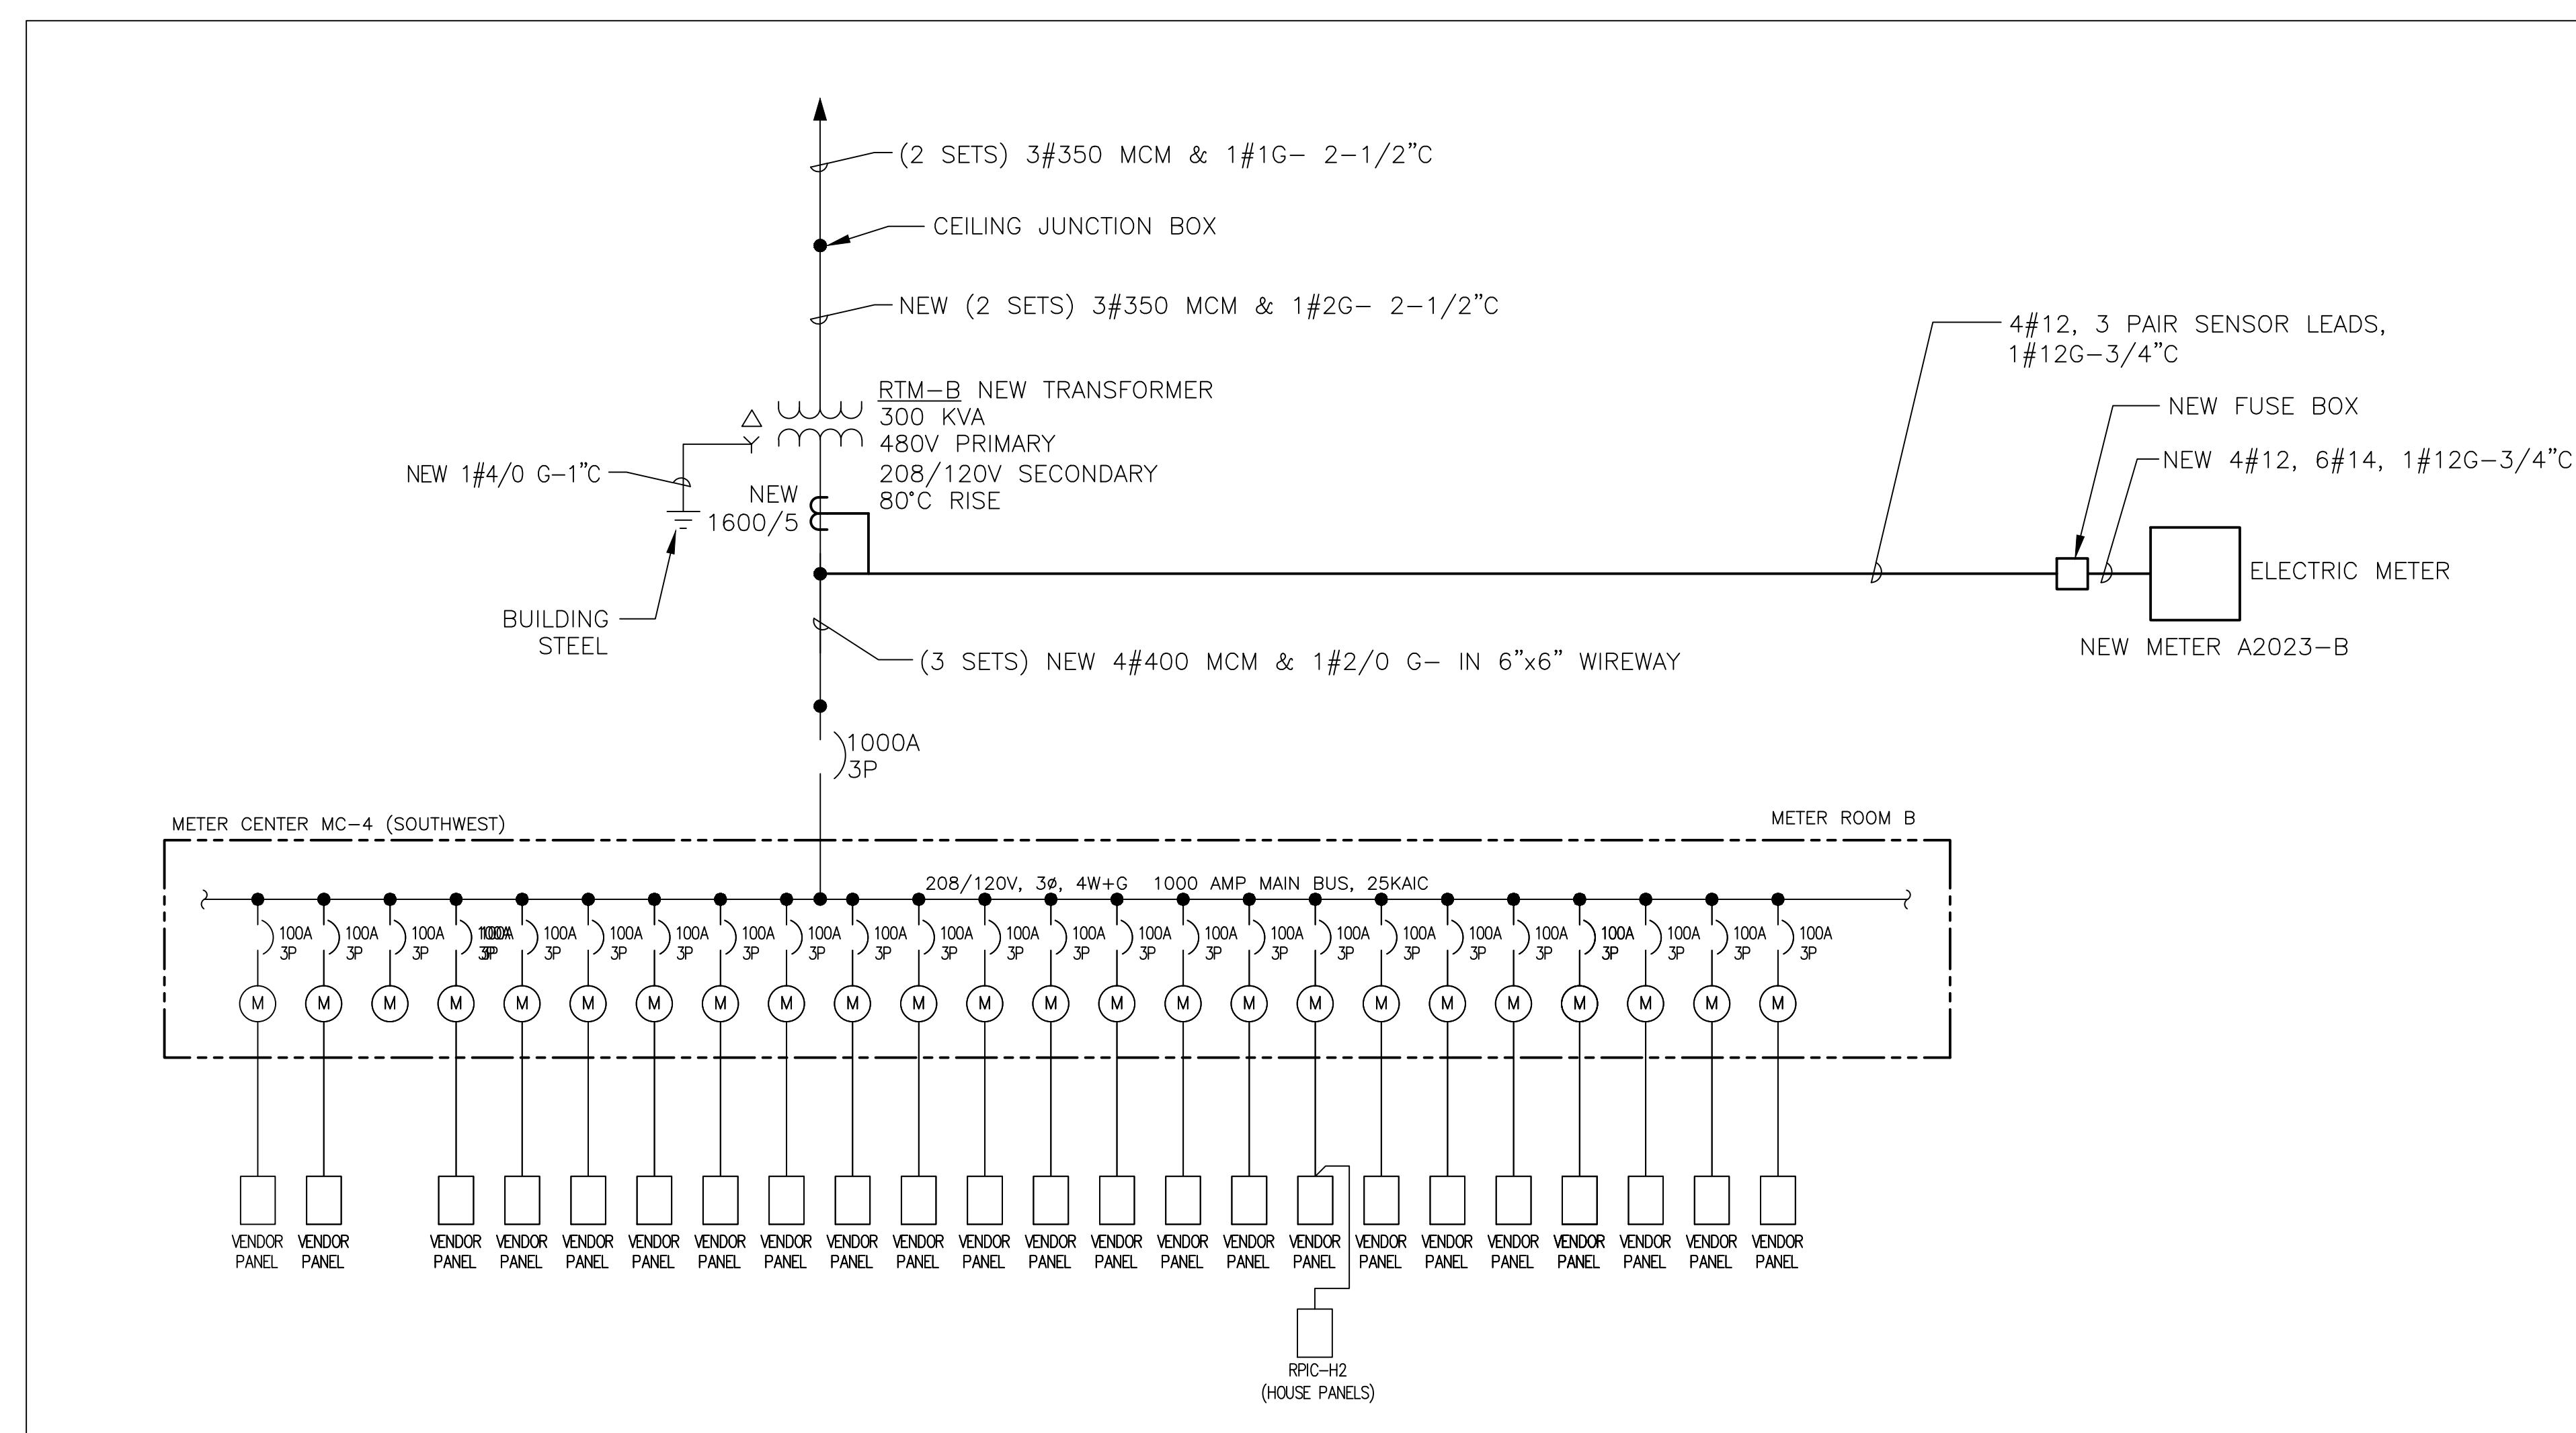 (2 SETS) 3#350 MCM & 1#1G- 2-1/2"C
CEILING JUNCTION BOX
NEW (2 SETS) 3#350 MCM & 1#2G- 2-1/2"C
4#12, 3 PAIR SENSOR LEADS,
1#12G-3/4"C
RTM-B NEW TRANSFORMER
300 KVA
480V PRIMARY
208/120V SECONDARY
80°C RISE
NEW FUSE BOX
NEW 4#12, 6#14, 1#12G-3/4"C
NEW 1#4/0 G-1"C
NEW
1600/5
ELECTRIC METER
NEW METER A2023-B
BUILDING
STEEL
(3 SETS) NEW 4#400 MCM & 1#2/0 G- IN 6"x6" WIREWAY
1000A
3P
METER CENTER MC-4 (SOUTHWEST)
METER ROOM B
208/120V, 3ø, 4W+G 1000 AMP MAIN BUS, 25KAIC
100A 100A 100A 100A 100A 100A 100A 100A 100A 100A 100A 100A 100A 100A 100A 100A 100A 100A 100A 100A 100A 100A 100A 100A
3P 3P 3P 3P 3P 3P 3P 3P 3P 3P 3P 3P 3P 3P 3P 3P 3P 3P 3P 3P 3P 3P 3P 3P
M M M M M M M M M M M M M M M M M M M M M M M M
VENDOR VENDOR VENDOR VENDOR VENDOR VENDOR VENDOR VENDOR VENDOR VENDOR VENDOR VENDOR VENDOR VENDOR VENDOR VENDOR VENDOR VENDOR VENDOR VENDOR VENDOR VENDOR VENDOR
PANEL PANEL PANEL PANEL PANEL PANEL PANEL PANEL PANEL PANEL PANEL PANEL PANEL PANEL PANEL PANEL PANEL PANEL PANEL PANEL PANEL PANEL PANEL
RPIC-H2
(HOUSE PANELS)